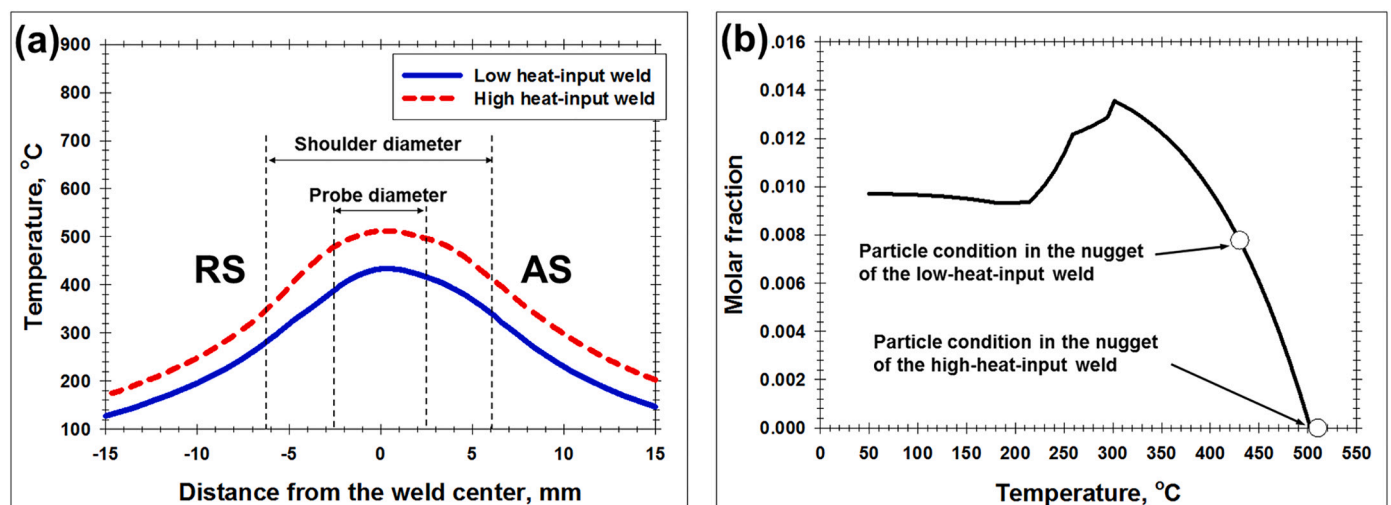 (a)
900
800
700
600
500
400
300
200
100
Temperature, °C
Low heat-input weld
High heat-input weld
Shoulder diameter
Probe diameter
RS
AS
-15
-10
-5
0
5
10
15
Distance from the weld center, mm
(b)
0.016
0.014
0.012
0.010
0.008
0.006
0.004
0.002
0.000
Molar fraction
Particle condition in the nugget
of the low-heat-input weld
Particle condition in the nugget
of the high-heat-input weld
0
50
100
150
200
250
300
350
400
450
500
550
Temperature, °C